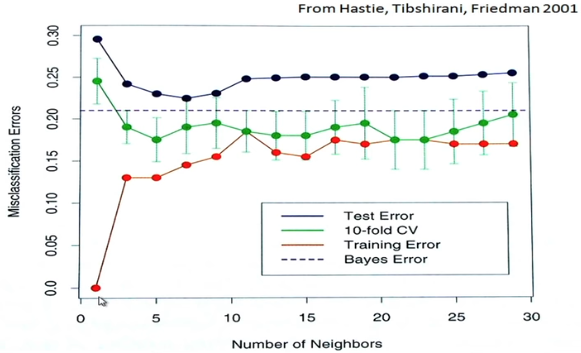 From Hastie, Tibshirani, Friedman 2001
Misclassification Errors
0.30
0.25
0.20
0.15
0.10
0.05
0.0
Test Error
10-fold CV
Training Error
Bayes Error
0 5 10 15 20 25 30
Number of Neighbors